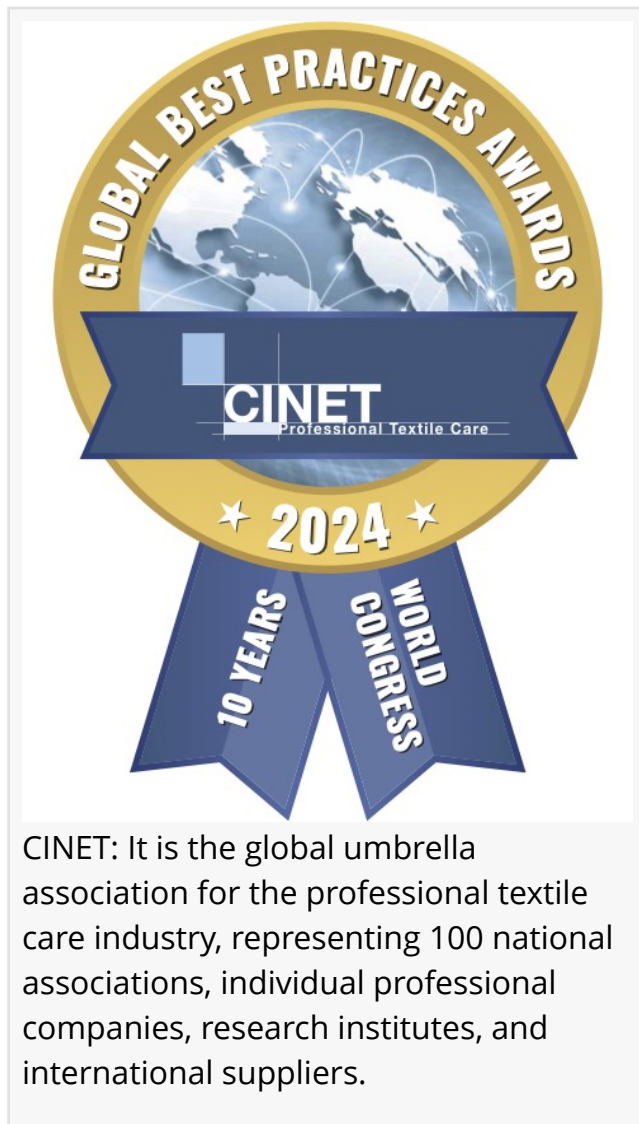 GLOBAL BEST PRACTICES AWARDS
CINET
Professional Textile Care
2024
10 YEARS
WORLD
CONGRESS
CINET: It is the global umbrella
association for the professional textile
care industry, representing 100 national
associations, individual professional
companies, research institutes, and
international suppliers.